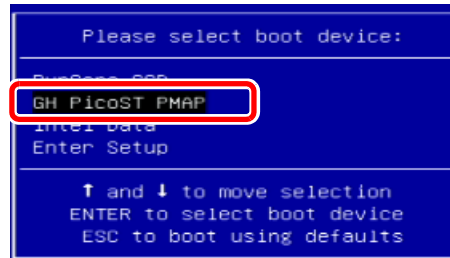 Please select boot device:
GH PicoST PMAP
Intel Data
Enter Setup
↑ and ↓ to move selection
ENTER to select boot device
ESC to boot using defaults